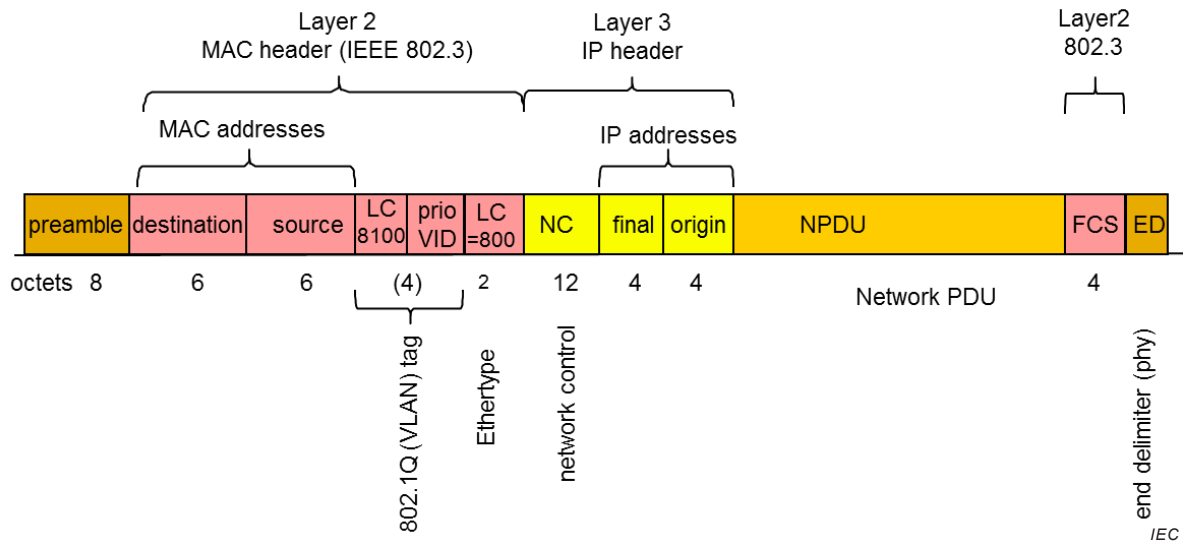 Layer 2
MAC header (IEEE 802.3)
Layer 3
IP header
Layer2
802.3
MAC addresses
IP addresses
preamble
destination
source
LC
8100
prio
VID
LC
=800
NC
final
origin
NPDU
FCS
ED
octets 8
6
6
(4)
2
12
4
4
Network PDU
4
802.1Q (VLAN) tag
Ethertype
network control
end delimiter (phy)
IEC